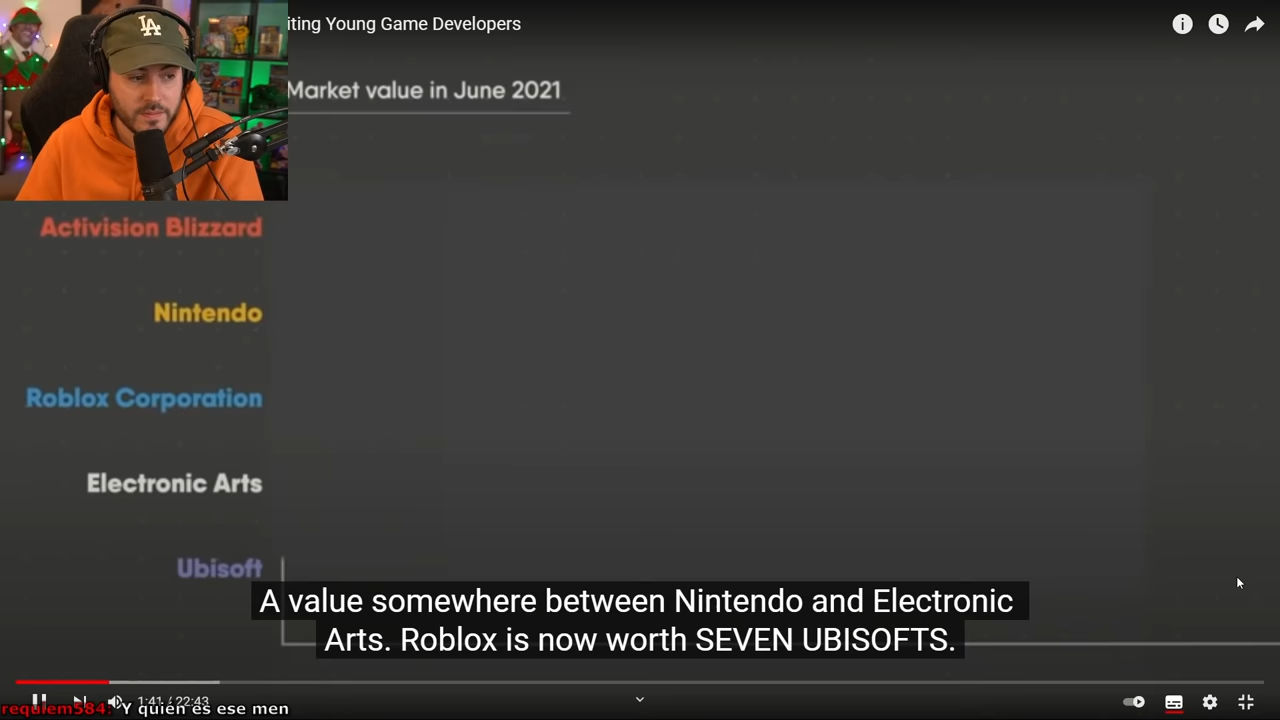 LA
iting Young Game Developers
Market value in June 2021
Activision Blizzard
Nintendo
Roblox Corporation
Electronic Arts
Ubisoft
A value somewhere between Nintendo and Electronic
Arts. Roblox is now worth SEVEN UBISOFTS.
1:41 / 22:43
requiem584: Y quién es ese men